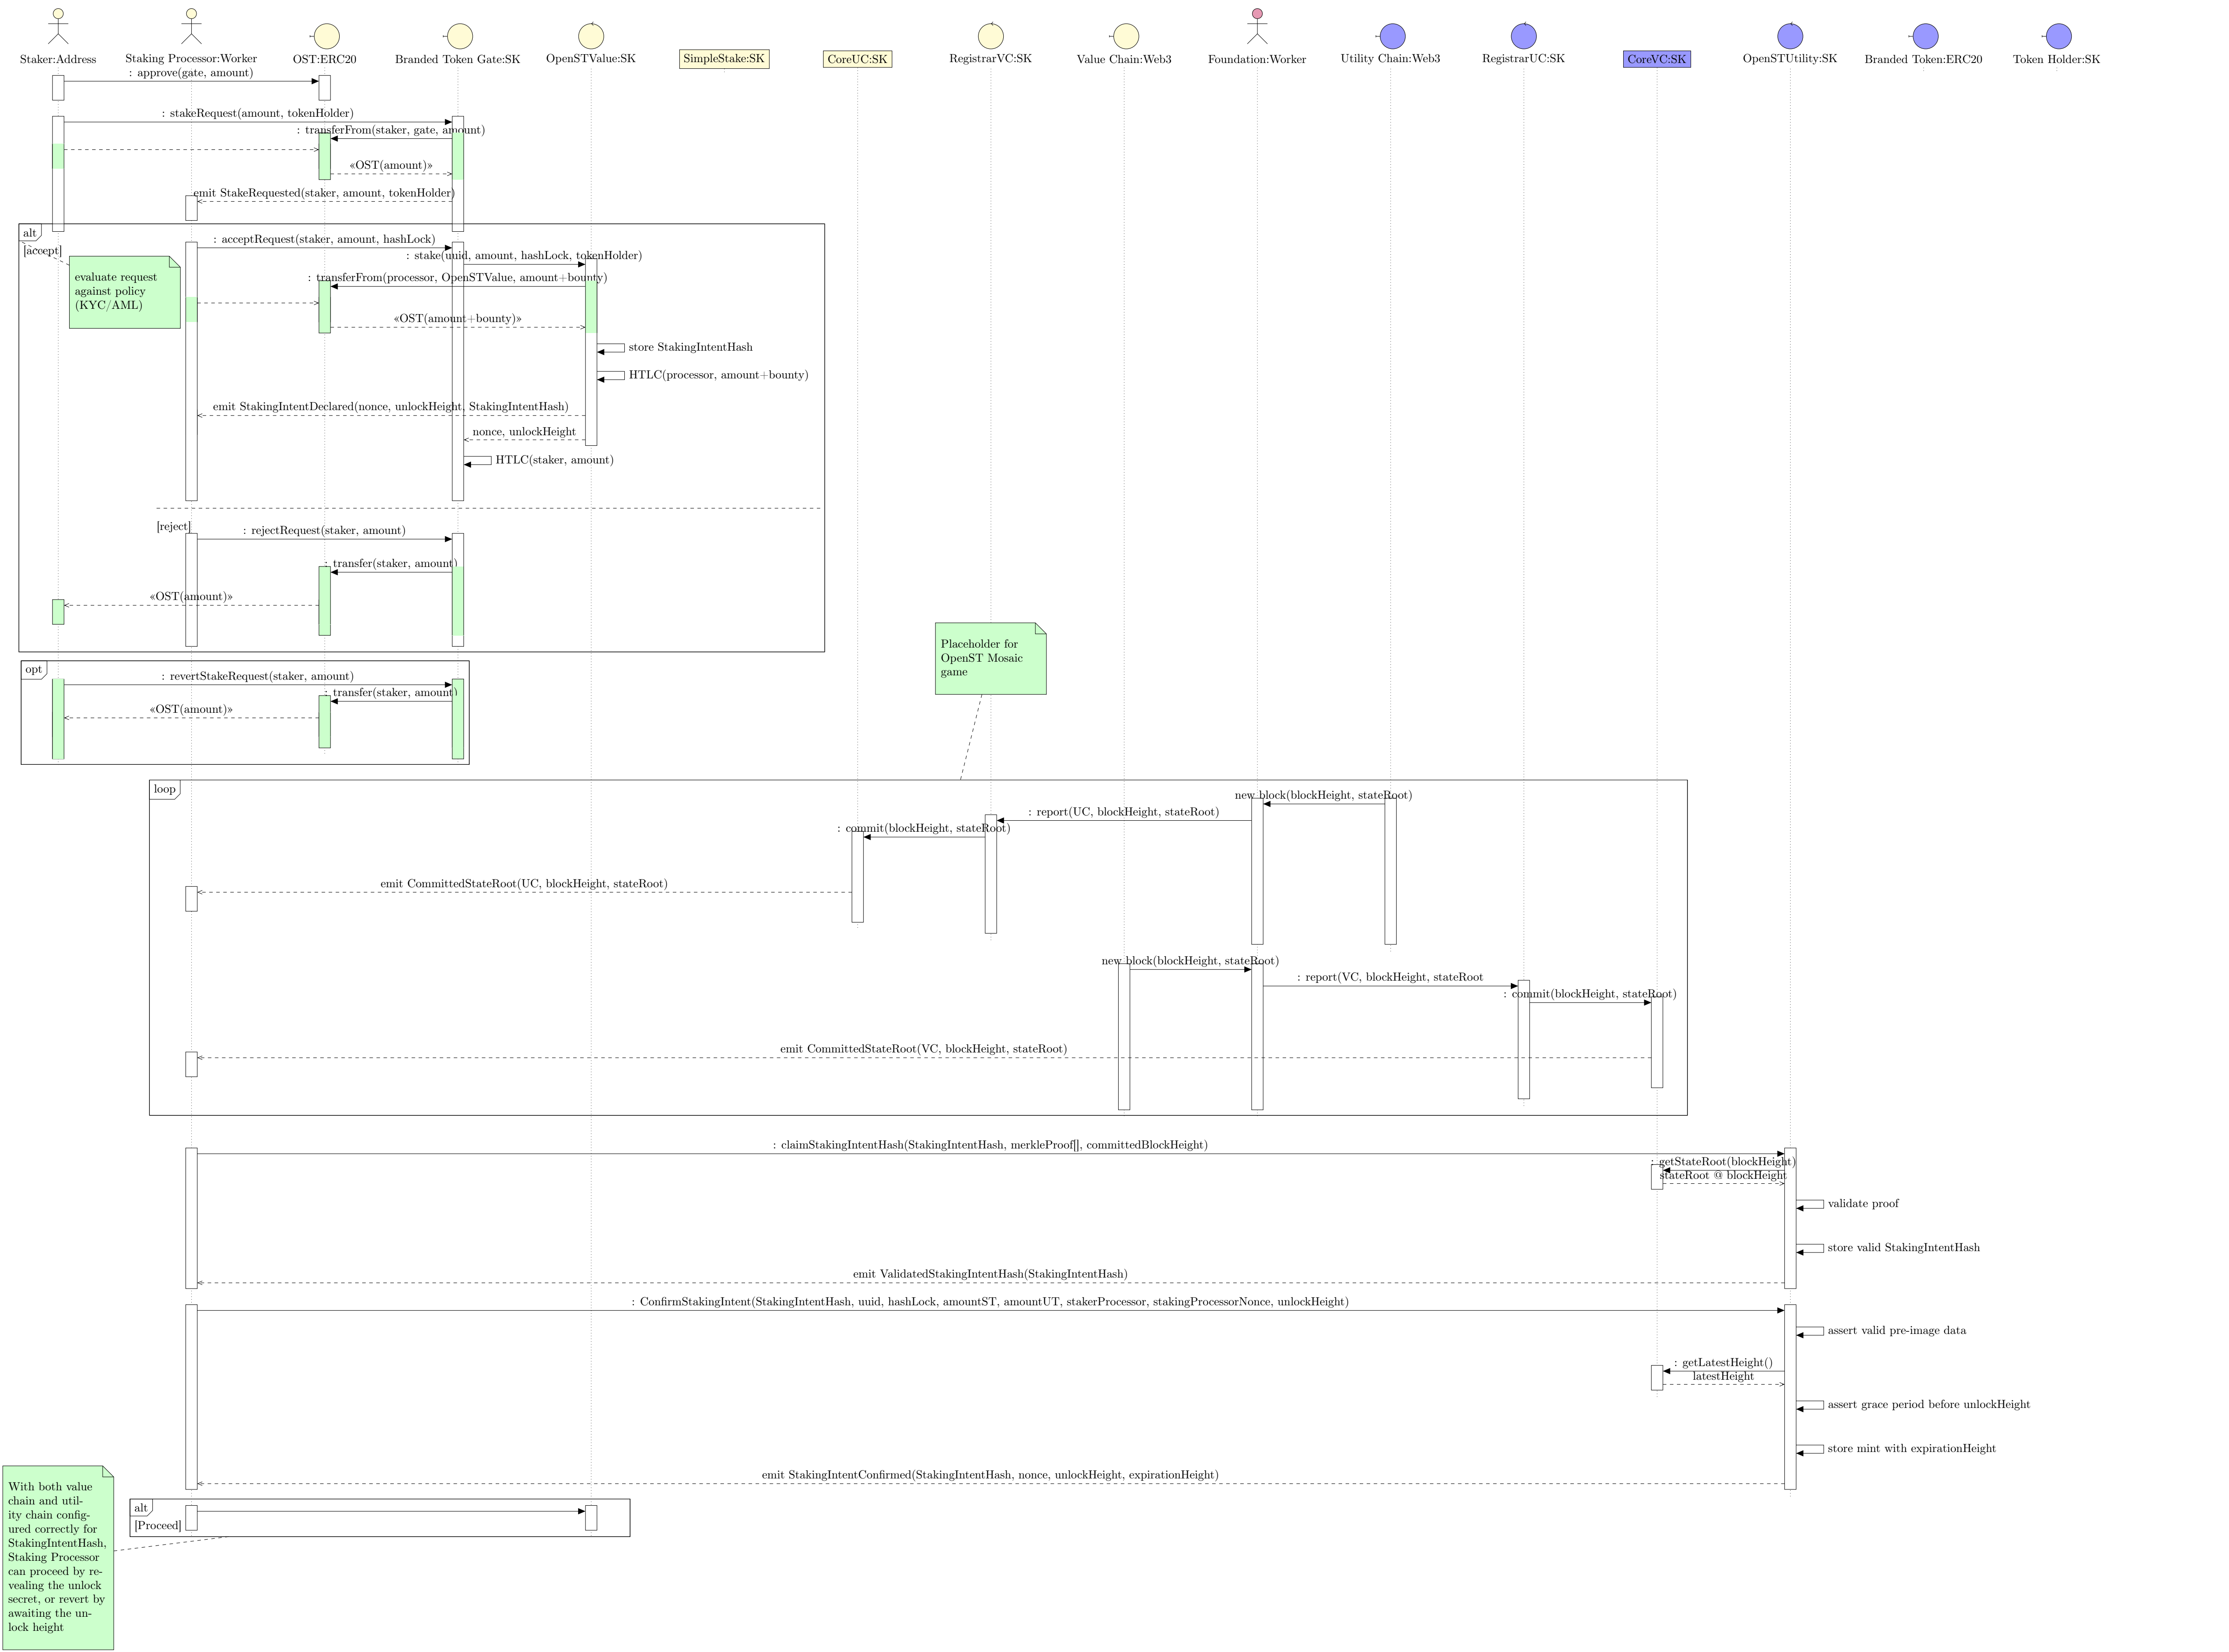 Staker:Address
Staking Processor:Worker
OST:ERC20
Branded Token Gate:SK
OpenSTValue:SK
SimpleStake:SK
CoreUC:SK
RegistrarVC:SK
Value Chain:Web3
Foundation:Worker
Utility Chain:Web3
RegistrarUC:SK
CoreVC:SK
OpenSTUtility:SK
Branded Token:ERC20
Token Holder:SK
: approve(gate, amount)
: stakeRequest(amount, tokenHolder)
: transferFrom(staker, gate, amount)
«OST(amount)»
emit StakeRequested(staker, amount, tokenHolder)
alt
[accept]
: acceptRequest(staker, amount, hashLock)
: stake(uuid, amount, hashLock, tokenHolder)
evaluate request
against policy
(KYC/AML)
: transferFrom(processor, OpenSTValue, amount+bounty)
«OST(amount+bounty)»
store StakingIntentHash
HTLC(processor, amount+bounty)
emit StakingIntentDeclared(nonce, unlockHeight, StakingIntentHash)
nonce, unlockHeight
HTLC(staker, amount)
[reject]
: rejectRequest(staker, amount)
: transfer(staker, amount)
«OST(amount)»
Placeholder for
OpenST Mosaic
game
opt
: revertStakeRequest(staker, amount)
: transfer(staker, amount)
«OST(amount)»
loop
new block(blockHeight, stateRoot)
: report(UC, blockHeight, stateRoot)
: commit(blockHeight, stateRoot)
emit CommittedStateRoot(UC, blockHeight, stateRoot)
new block(blockHeight, stateRoot)
: report(VC, blockHeight, stateRoot
: commit(blockHeight, stateRoot)
emit CommittedStateRoot(VC, blockHeight, stateRoot)
: claimStakingIntentHash(StakingIntentHash, merkleProof[], committedBlockHeight)
: getStateRoot(blockHeight)
stateRoot @ blockHeight
validate proof
store valid StakingIntentHash
emit ValidatedStakingIntentHash(StakingIntentHash)
: ConfirmStakingIntent(StakingIntentHash, uuid, hashLock, amountST, amountUT, stakerProcessor, stakingProcessorNonce, unlockHeight)
assert valid pre-image data
: getLatestHeight()
latestHeight
assert grace period before unlockHeight
store mint with expirationHeight
emit StakingIntentConfirmed(StakingIntentHash, nonce, unlockHeight, expirationHeight)
alt
[Proceed]
With both value
chain and util-
ity chain config-
ured correctly for
StakingIntentHash,
Staking Processor
can proceed by re-
vealing the unlock
secret, or revert by
awaiting the un-
lock height